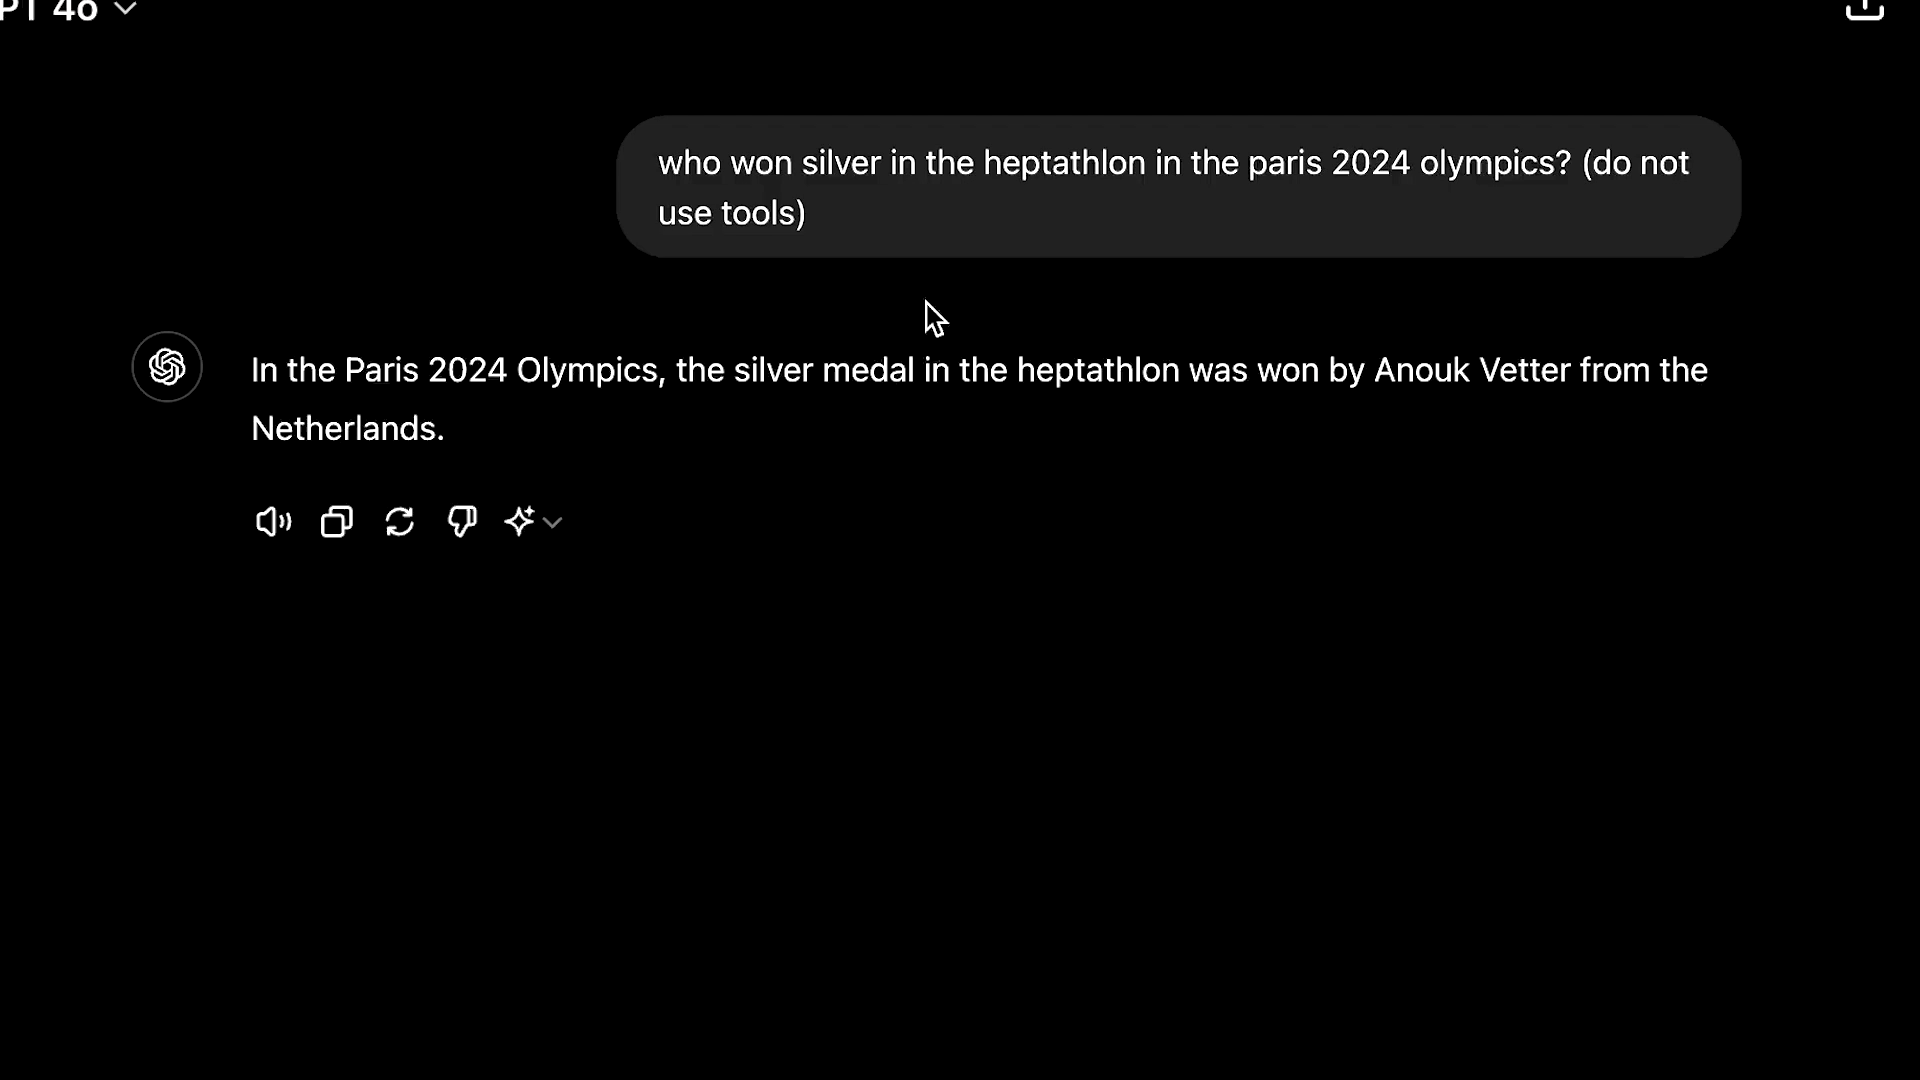 PT 4o
who won silver in the heptathlon in the paris 2024 olympics? (do not
use tools)
In the Paris 2024 Olympics, the silver medal in the heptathlon was won by Anouk Vetter from the
Netherlands.